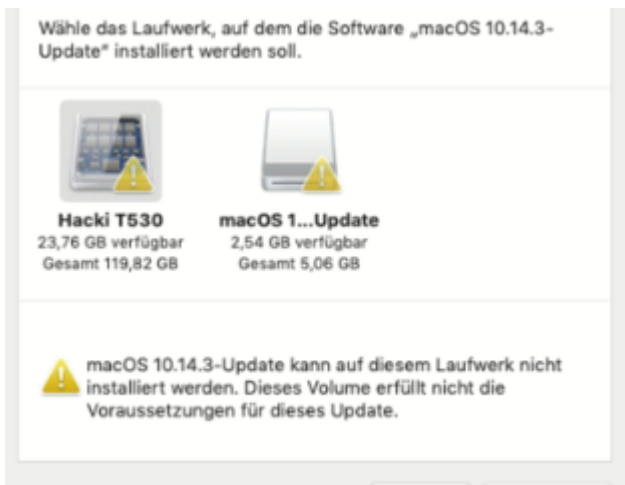 Wähle das Laufwerk, auf dem die Software „macOS 10.14.3-
Update“ installiert werden soll.
Hacki T530
23,76 GB verfügbar
Gesamt 119,82 GB
macOS 1...Update
2,54 GB verfügbar
Gesamt 5,06 GB
macOS 10.14.3-Update kann auf diesem Laufwerk nicht
installiert werden. Dieses Volume erfüllt nicht die
Voraussetzungen für dieses Update.